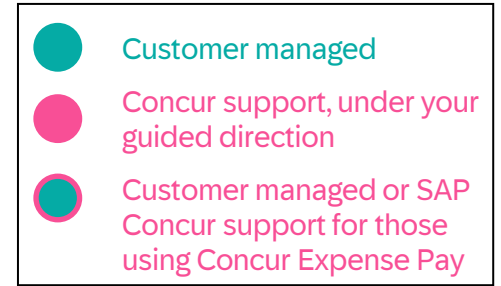 Customer managed
Concur support, under your
guided direction
Customer managed or SAP
Concur support for those
using Concur Expense Pay